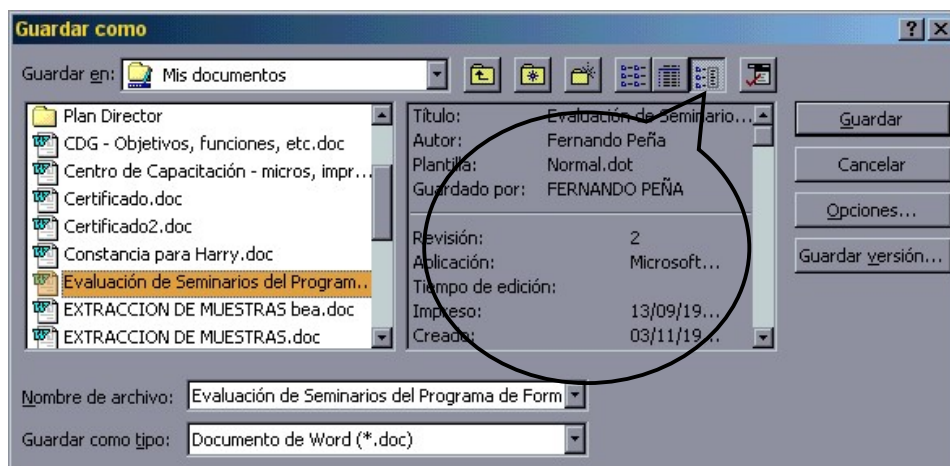 Guardar como
Guardar en: Mis documentos
Plan Director
CDG - Objetivos, funciones, etc.doc
Centro de Capacitación - micros, impr...
Certificado.doc
Certificado2.doc
Constancia para Harry.doc
Evaluación de Seminarios del Program..
EXTRACCION DE MUESTRAS bea.doc
EXTRACCION DE MUESTRAS.doc
Título: Evaluación de Seminario...
Autor: Fernando Peña
Plantilla: Normal.dot
Guardado por: FERNANDO PEÑA
Revisión: 2
Aplicación: Microsoft...
Tiempo de edición:
Impreso: 13/09/19...
Creado: 03/11/19...
Guardar
Cancelar
Opciones...
Guardar versión...
Nombre de archivo: Evaluación de Seminarios del Programa de Form
Guardar como tipo: Documento de Word (*.doc)